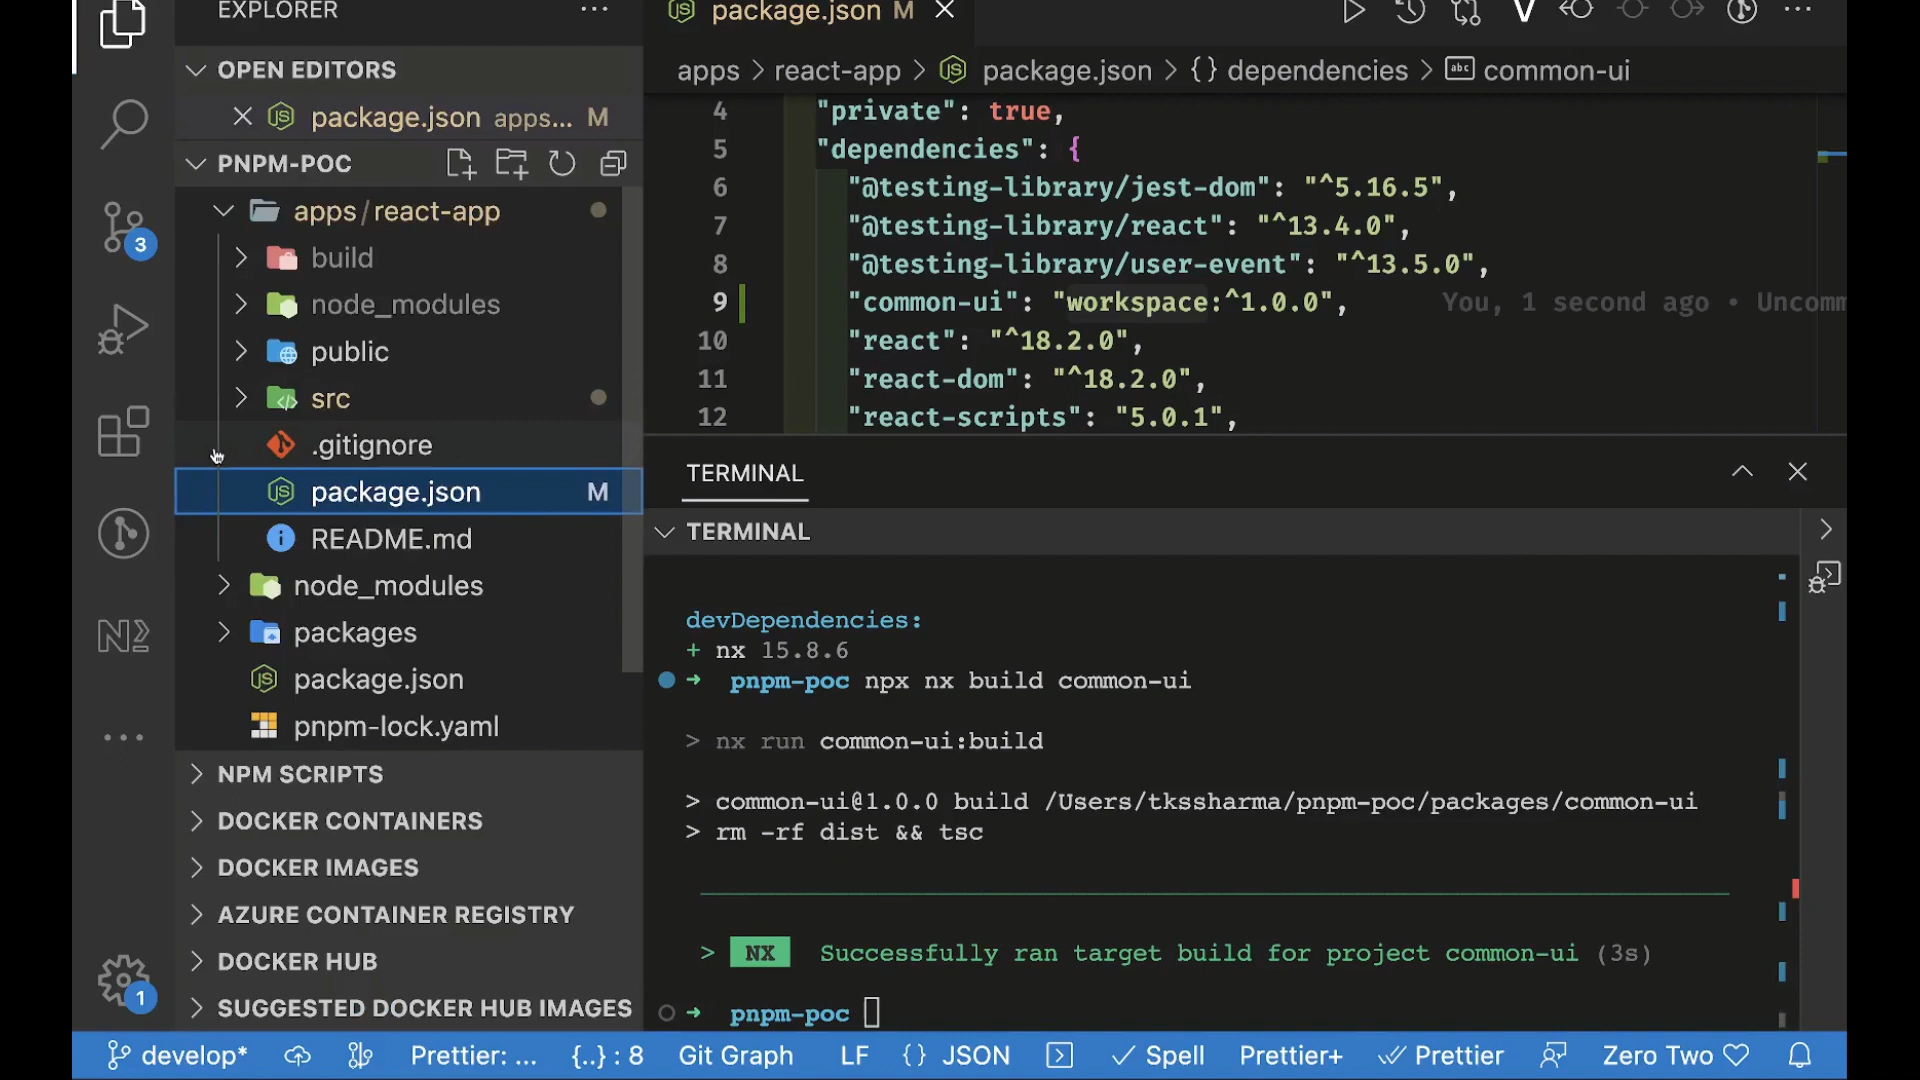 EXPLORER
OPEN EDITORS
package.json apps... M
PNPM-POC
apps/react-app
build
node_modules
public
src
.gitignore
package.json M
README.md
node_modules
packages
package.json
pnpm-lock.yaml
NPM SCRIPTS
DOCKER CONTAINERS
DOCKER IMAGES
AZURE CONTAINER REGISTRY
DOCKER HUB
SUGGESTED DOCKER HUB IMAGES
3
1
package.json M
apps > react-app > package.json > {} dependencies > abc common-ui
4 "private": true,
5 "dependencies": {
6 "@testing-library/jest-dom": "^5.16.5",
7 "@testing-library/react": "^13.4.0",
8 "@testing-library/user-event": "^13.5.0",
9 "common-ui": "workspace:^1.0.0", You, 1 second ago • Uncomm
10 "react": "^18.2.0",
11 "react-dom": "^18.2.0",
12 "react-scripts": "5.0.1",
TERMINAL
TERMINAL
devDependencies:
+ nx 15.8.6
➜ pnpm-poc npx nx build common-ui
> nx run common-ui:build
> common-ui@1.0.0 build /Users/tkssharma/pnpm-poc/packages/common-ui
> rm -rf dist && tsc
> NX Successfully ran target build for project common-ui (3s)
➜ pnpm-poc
develop* Prettier: ... {..} : 8 Git Graph LF {} JSON Spell Prettier+ Prettier Zero Two